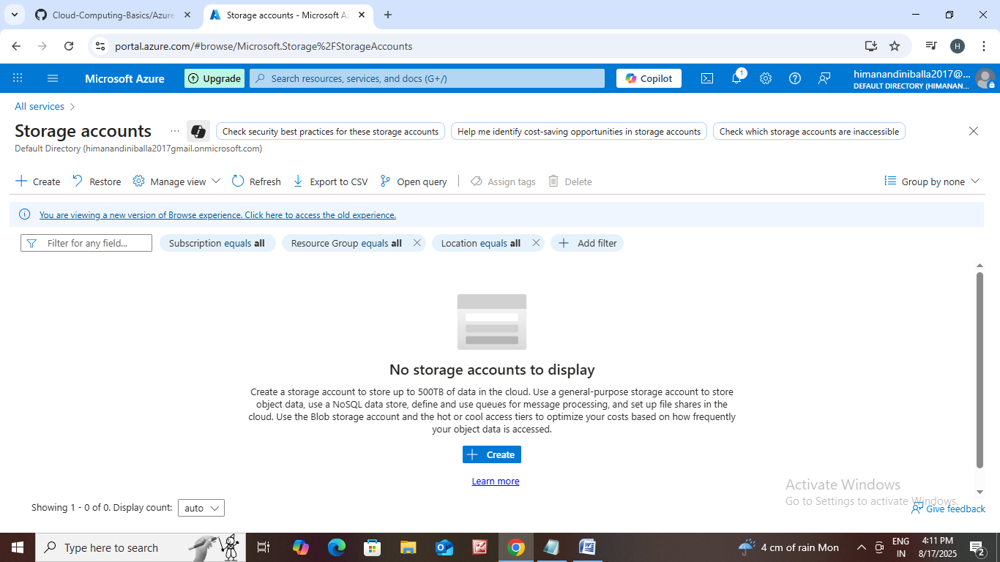 Cloud-Computing-Basics/Azure
Storage accounts - Microsoft Az
portal.azure.com/#browse/Microsoft.Storage%2FStorageAccounts
H
Microsoft Azure
Upgrade
Search resources, services, and docs (G+/)
Copilot
1
himanandiniballa2017@...
DEFAULT DIRECTORY (HIMANAN...
All services
Storage accounts
...
Check security best practices for these storage accounts
Help me identify cost-saving opportunities in storage accounts
Check which storage accounts are inaccessible
Default Directory (himanandiniballa2017gmail.onmicrosoft.com)
Create
Restore
Manage view
Refresh
Export to CSV
Open query
Assign tags
Delete
Group by none
You are viewing a new version of Browse experience. Click here to access the old experience.
Filter for any field...
Subscription equals all
Resource Group equals all
Location equals all
Add filter
No storage accounts to display
Create a storage account to store up to 500TB of data in the cloud. Use a general-purpose storage account to store
object data, use a NoSQL data store, define and use queues for message processing, and set up file shares in the
cloud. Use the Blob storage account and the hot or cool access tiers to optimize your costs based on how frequently
your object data is accessed.
Create
Learn more
Activate Windows
Go to Settings to activate Windows.
Showing 1 - 0 of 0. Display count:
auto
Give feedback
Type here to search
4 cm of rain Mon
ENG
IN
4:11 PM
8/17/2025
2